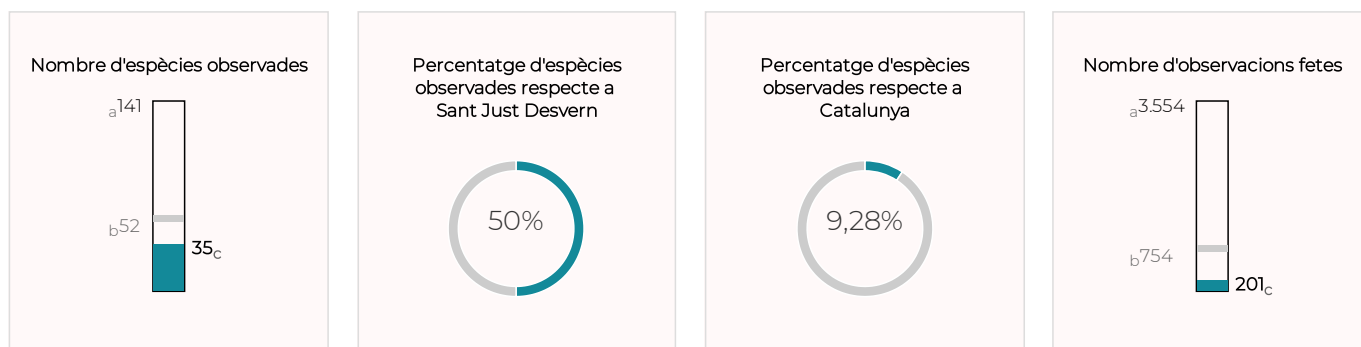 Nombre d'espècies observades
a141
b52
35c
Percentatge d'espècies
observades respecte a
Sant Just Desvern
50%
Percentatge d'espècies
observades respecte a
Catalunya
9,28%
Nombre d'observacions fetes
a3.554
b754
201c